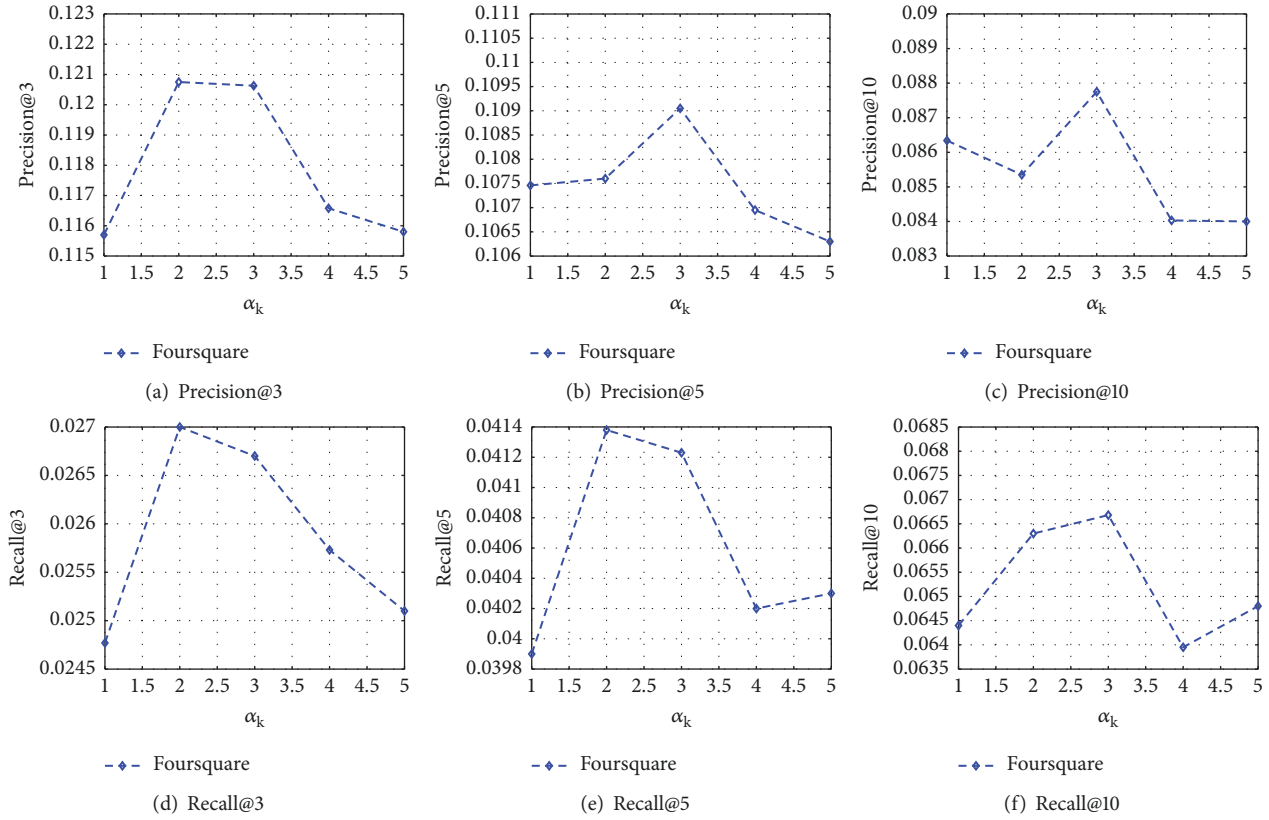 0.123
0.122
0.121
0.12
0.119
0.118
0.117
0.116
0.115
Precision@3
1 1.5 2 2.5 3 3.5 4 4.5 5
αk
Foursquare
(a) Precision@3
0.111
0.1105
0.11
0.1095
0.109
0.1085
0.108
0.1075
0.107
0.1065
0.106
Precision@5
1 1.5 2 2.5 3 3.5 4 4.5 5
αk
Foursquare
(b) Precision@5
0.09
0.089
0.088
0.087
0.086
0.085
0.084
0.083
Precision@10
1 1.5 2 2.5 3 3.5 4 4.5 5
αk
Foursquare
(c) Precision@10
0.027
0.0265
0.026
0.0255
0.025
0.0245
Recall@3
1 1.5 2 2.5 3 3.5 4 4.5 5
αk
Foursquare
(d) Recall@3
0.0414
0.0412
0.041
0.0408
0.0406
0.0404
0.0402
0.04
0.0398
Recall@5
1 1.5 2 2.5 3 3.5 4 4.5 5
αk
Foursquare
(e) Recall@5
0.0685
0.068
0.0675
0.067
0.0665
0.066
0.0655
0.065
0.0645
0.064
0.0635
Recall@10
1 1.5 2 2.5 3 3.5 4 4.5 5
αk
Foursquare
(f) Recall@10